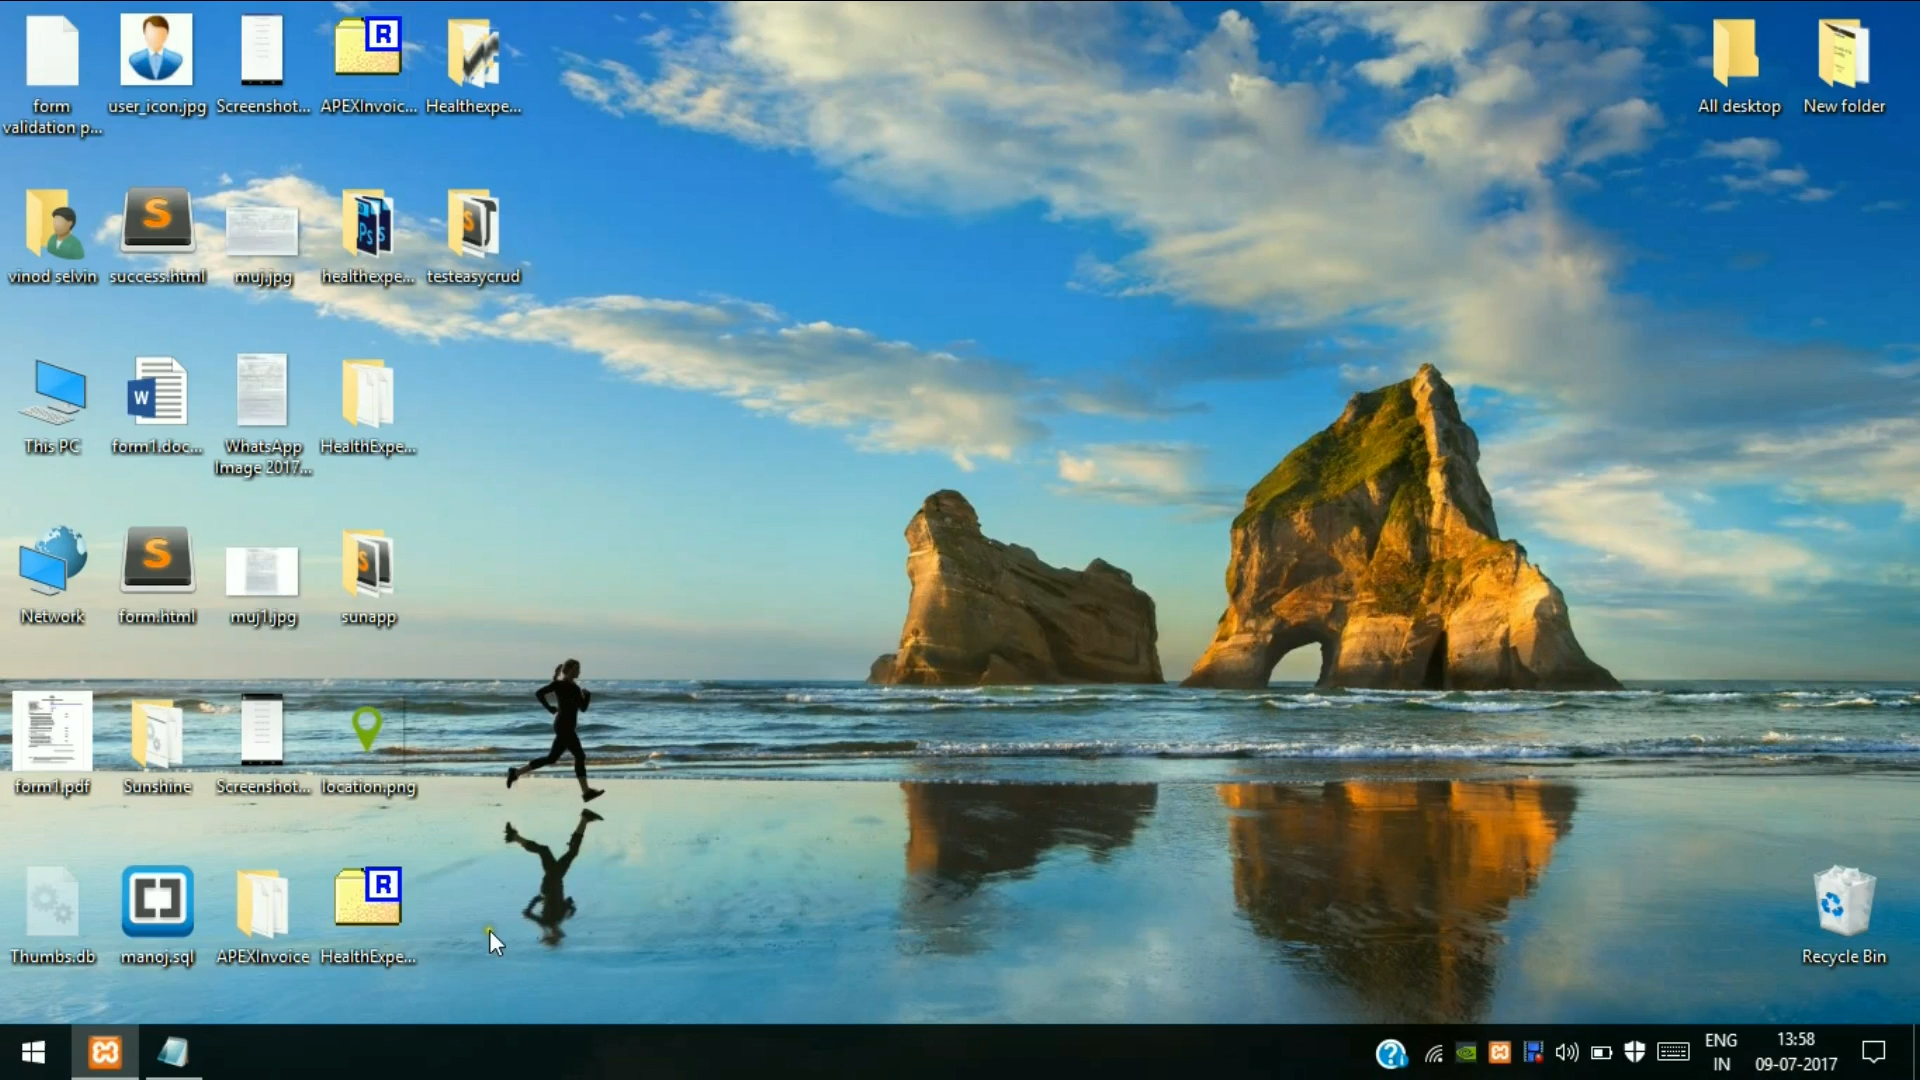 form
validation p...
user_icon.jpg
Screenshot...
APEXInvoic...
Healthexpe...
All desktop
New folder
vinod selvin
success.html
muj.jpg
healthexpe...
testeasycrud
This PC
form1.doc...
WhatsApp
Image 2017...
HealthExpe...
Network
form.html
muj1.jpg
sunapp
form1.pdf
Sunshine
Screenshot...
location.png
Thumbs.db
manoj.sql
APEXInvoice
HealthExpe...
Recycle Bin
ENG
IN
13:58
09-07-2017